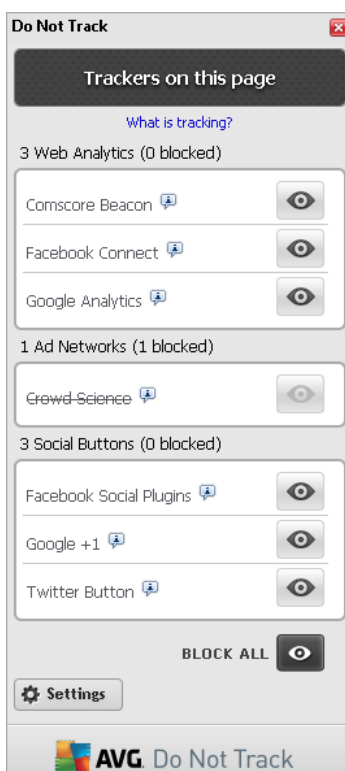 Do Not Track
Trackers on this page
What is tracking?
3 Web Analytics (0 blocked)
Comscore Beacon
Facebook Connect
Google Analytics
1 Ad Networks (1 blocked)
Crowd Science
3 Social Buttons (0 blocked)
Facebook Social Plugins
Google +1
Twitter Button
BLOCK ALL
Settings
AVG. Do Not Track